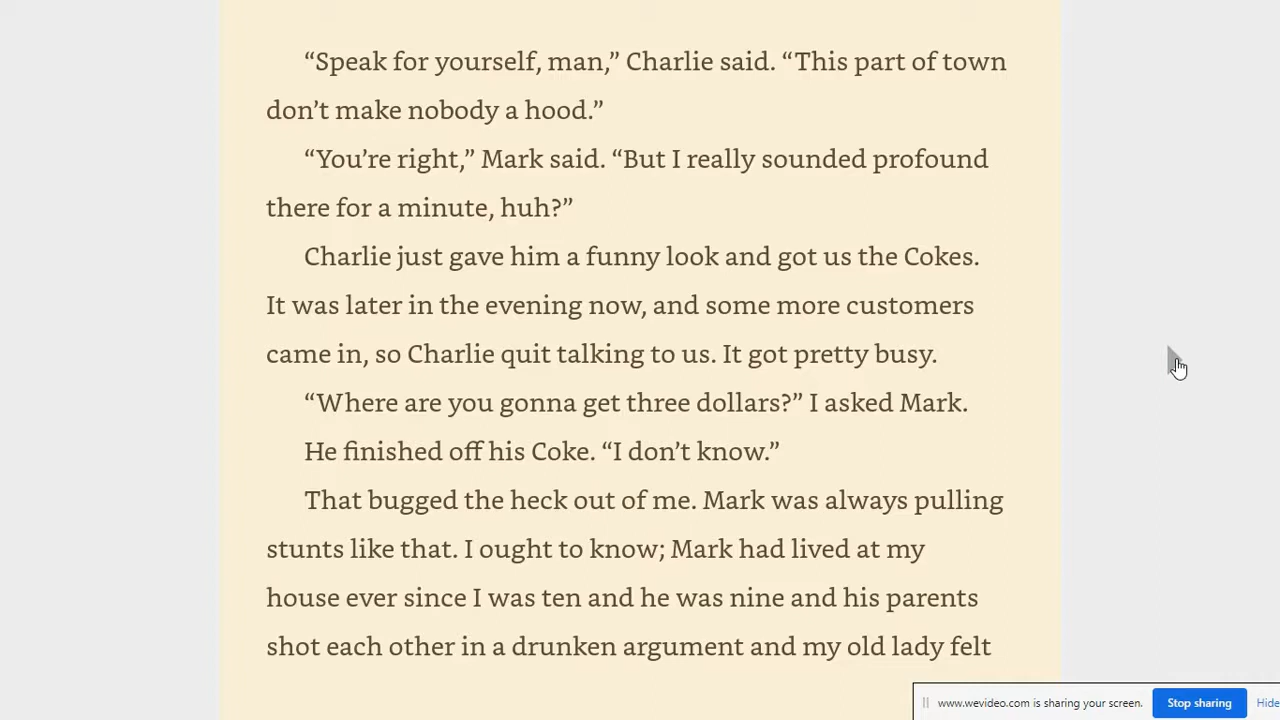 “Speak for yourself, man,” Charlie said. “This part of town
don’t make nobody a hood.”
“You’re right,” Mark said. “But I really sounded profound
there for a minute, huh?”
Charlie just gave him a funny look and got us the Cokes.
It was later in the evening now, and some more customers
came in, so Charlie quit talking to us. It got pretty busy.
“Where are you gonna get three dollars?” I asked Mark.
He finished off his Coke. “I don’t know.”
That bugged the heck out of me. Mark was always pulling
stunts like that. I ought to know; Mark had lived at my
house ever since I was ten and he was nine and his parents
shot each other in a drunken argument and my old lady felt
www.wevideo.com is sharing your screen.
Stop sharing
Hide